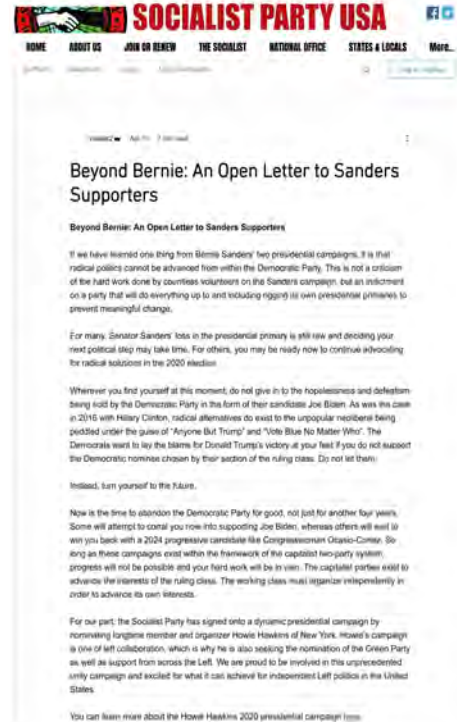 SOCIALIST PARTY USA
HOME ABOUT US JOIN OR RENEW THE SOCIALIST NATIONAL OFFICE STATES & LOCALS More...
Beyond Bernie: An Open Letter to Sanders
Supporters
Beyond Bernie: An Open Letter to Sanders Supporters
If we have learned one thing from Bernie Sanders' two presidential campaigns, it is that
radical politics cannot be advanced from within the Democratic Party. This is not a criticism
of the hard work done by countless volunteers on the Sanders campaign, but an indictment
on a party that will do everything up to and including rigging its own presidential primaries to
prevent meaningful change.
For many, Senator Sanders' loss in the presidential primary is still raw and deciding your
next political step may take time. For others, you may be ready now to continue advocating
for radical solutions in the 2020 election.
Wherever you find yourself at this moment, do not give in to the hopelessness and defeatism
being sold by the Democratic Party in the form of their candidate Joe Biden. As was the case
in 2016 with Hillary Clinton, radical alternatives do exist to the unpopular neoliberal being
peddled under the guise of "Anyone But Trump" and "Vote Blue No Matter Who". The
Democrats want to lay the blame for Donald Trump's victory at your feet if you do not support
the Democratic nominee chosen by their section of the ruling class. Do not let them.
Instead, turn yourself to the future.
Now is the time to abandon the Democratic Party for good, not just for another four years.
Some will attempt to corral you now into supporting Joe Biden, whereas others will wait to
win you back with a 2024 progressive candidate like Congresswoman Ocasio-Cortez. So
long as these campaigns exist within the framework of the capitalist two-party system,
progress will not be possible and your hard work will be in vain. The capitalist parties exist to
advance the interests of the ruling class. The working class must organize independently in
order to advance its own interests.
For our part, the Socialist Party has signed onto a dynamic presidential campaign by
nominating longtime member and organizer Howie Hawkins of New York. Howie's campaign
is one of left collaboration, which is why he is also seeking the nomination of the Green Party
as well as support from across the Left. We are proud to be involved in this unprecedented
unity campaign and excited for what it can achieve for independent Left politics in the United
States.
You can learn more about the Howie Hawkins 2020 presidential campaign here.